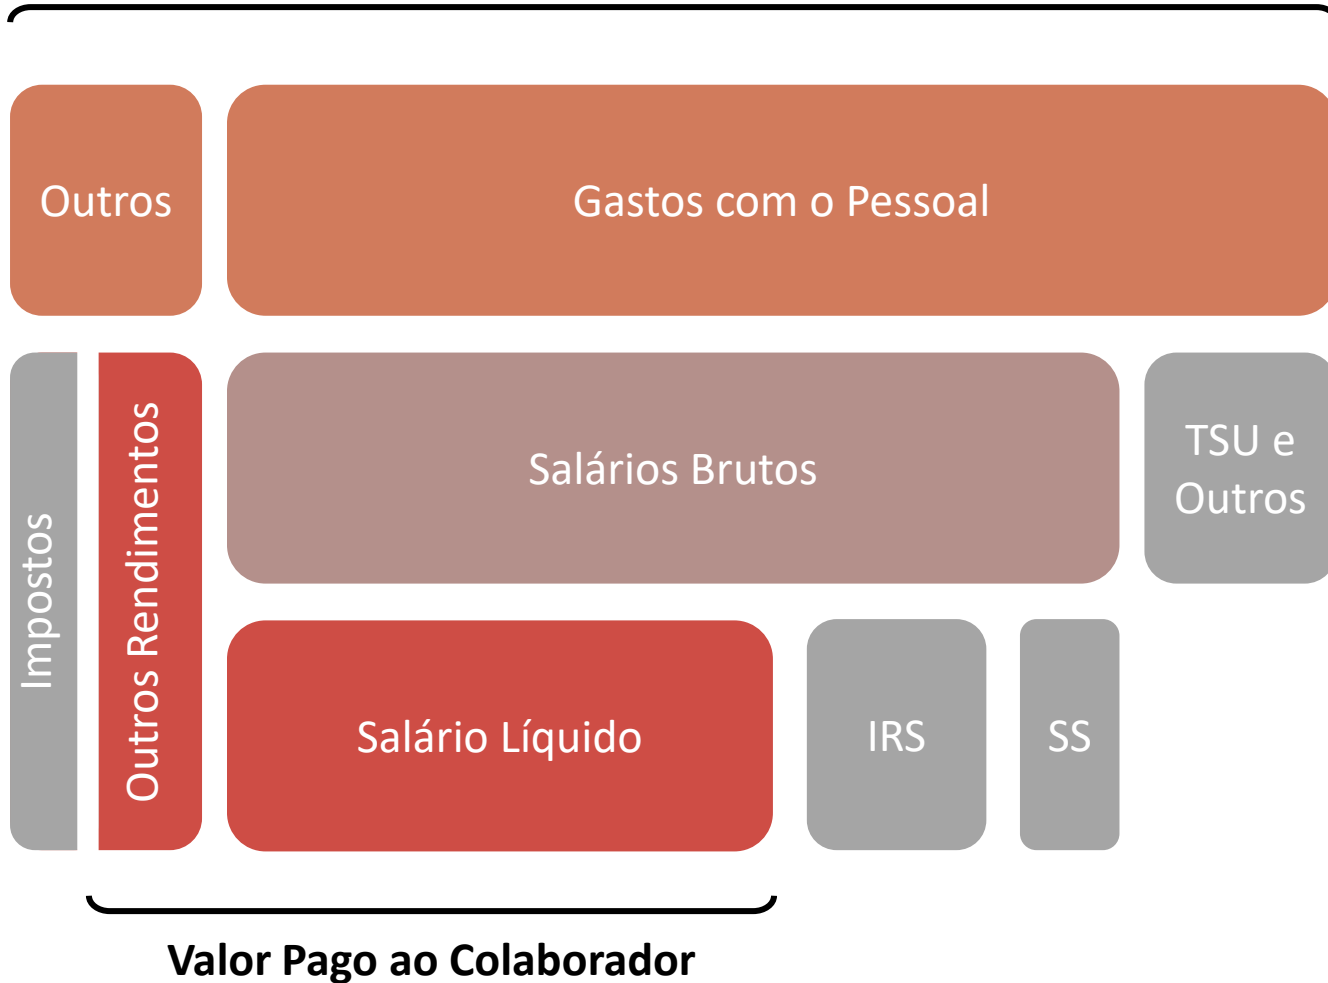 Outros
Gastos com o Pessoal
Impostos
Outros Rendimentos
Salários Brutos
TSU e
Outros
Salário Líquido
IRS
SS
Valor Pago ao Colaborador